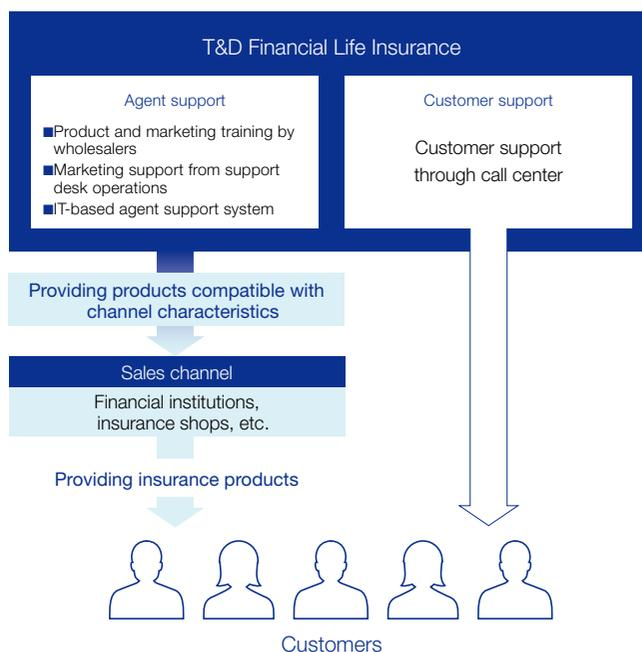 T&D Financial Life Insurance
Agent support
■Product and marketing training by
wholesalers
■Marketing support from support
desk operations
■IT-based agent support system
Customer support
Customer support
through call center
Providing products compatible with
channel characteristics
Sales channel
Financial institutions,
insurance shops, etc.
Providing insurance products
Customers